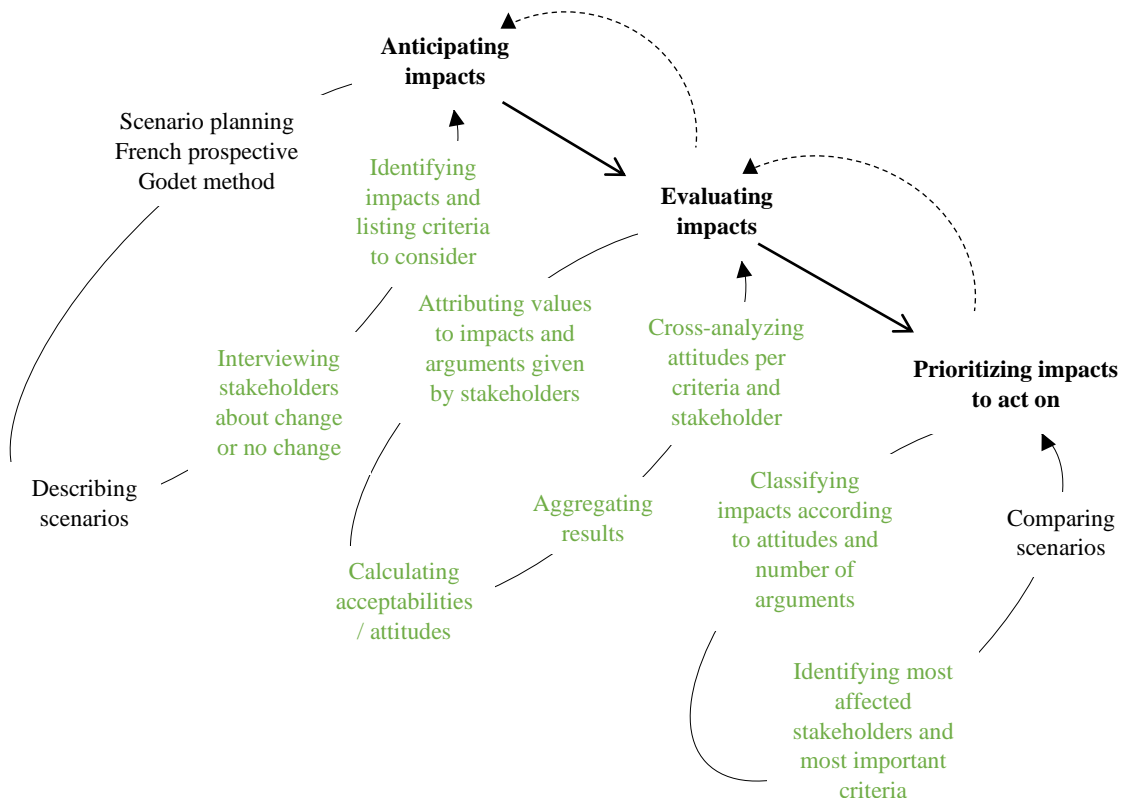 Anticipating
impacts
Scenario planning
French prospective
Godet method
Identifying
impacts and
listing criteria
to consider
Interviewing
stakeholders
about change
or no change
Describing
scenarios
Evaluating
impacts
Attributing values
to impacts and
arguments given
by stakeholders
Calculating
acceptabilities
/ attitudes
Aggregating
results
Cross-analyzing
attitudes per
criteria and
stakeholder
Prioritizing impacts
to act on
Classifying
impacts according
to attitudes and
number of
arguments
Identifying most
affected
stakeholders and
most important
criteria
Comparing
scenarios